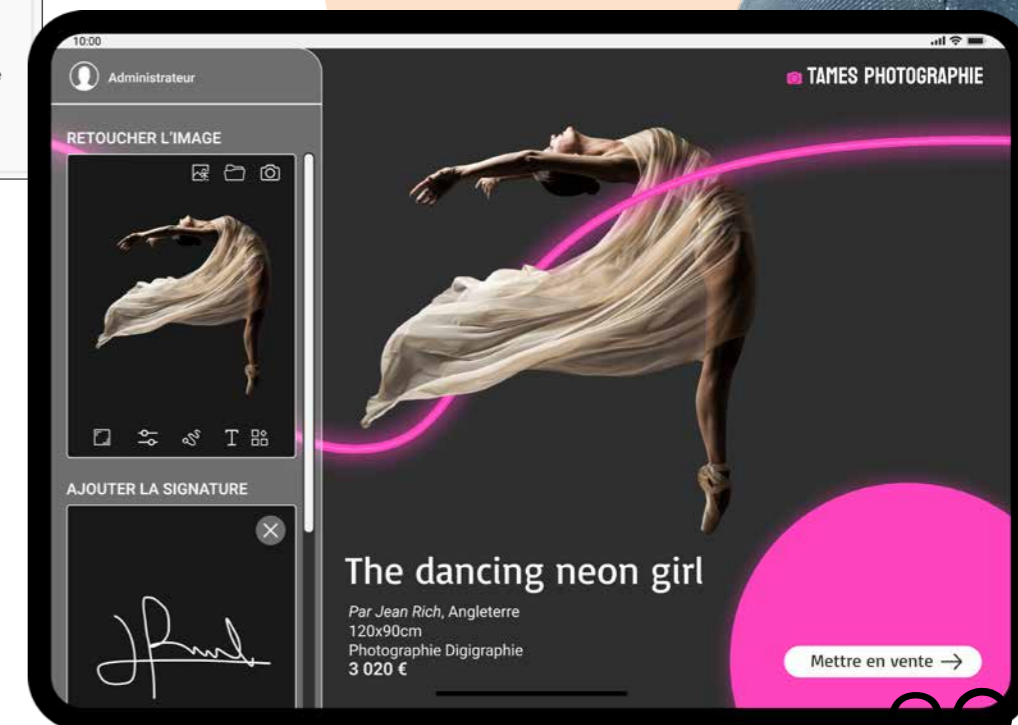 10:00
Administrateur
TAMES PHOTOGRAPHIE
RETOUCHER L'IMAGE
T
AJOUTER LA SIGNATURE
The dancing neon girl
Par Jean Rich, Angleterre
120x90cm
Photographie Digigraphie
3 020 €
Mettre en vente →